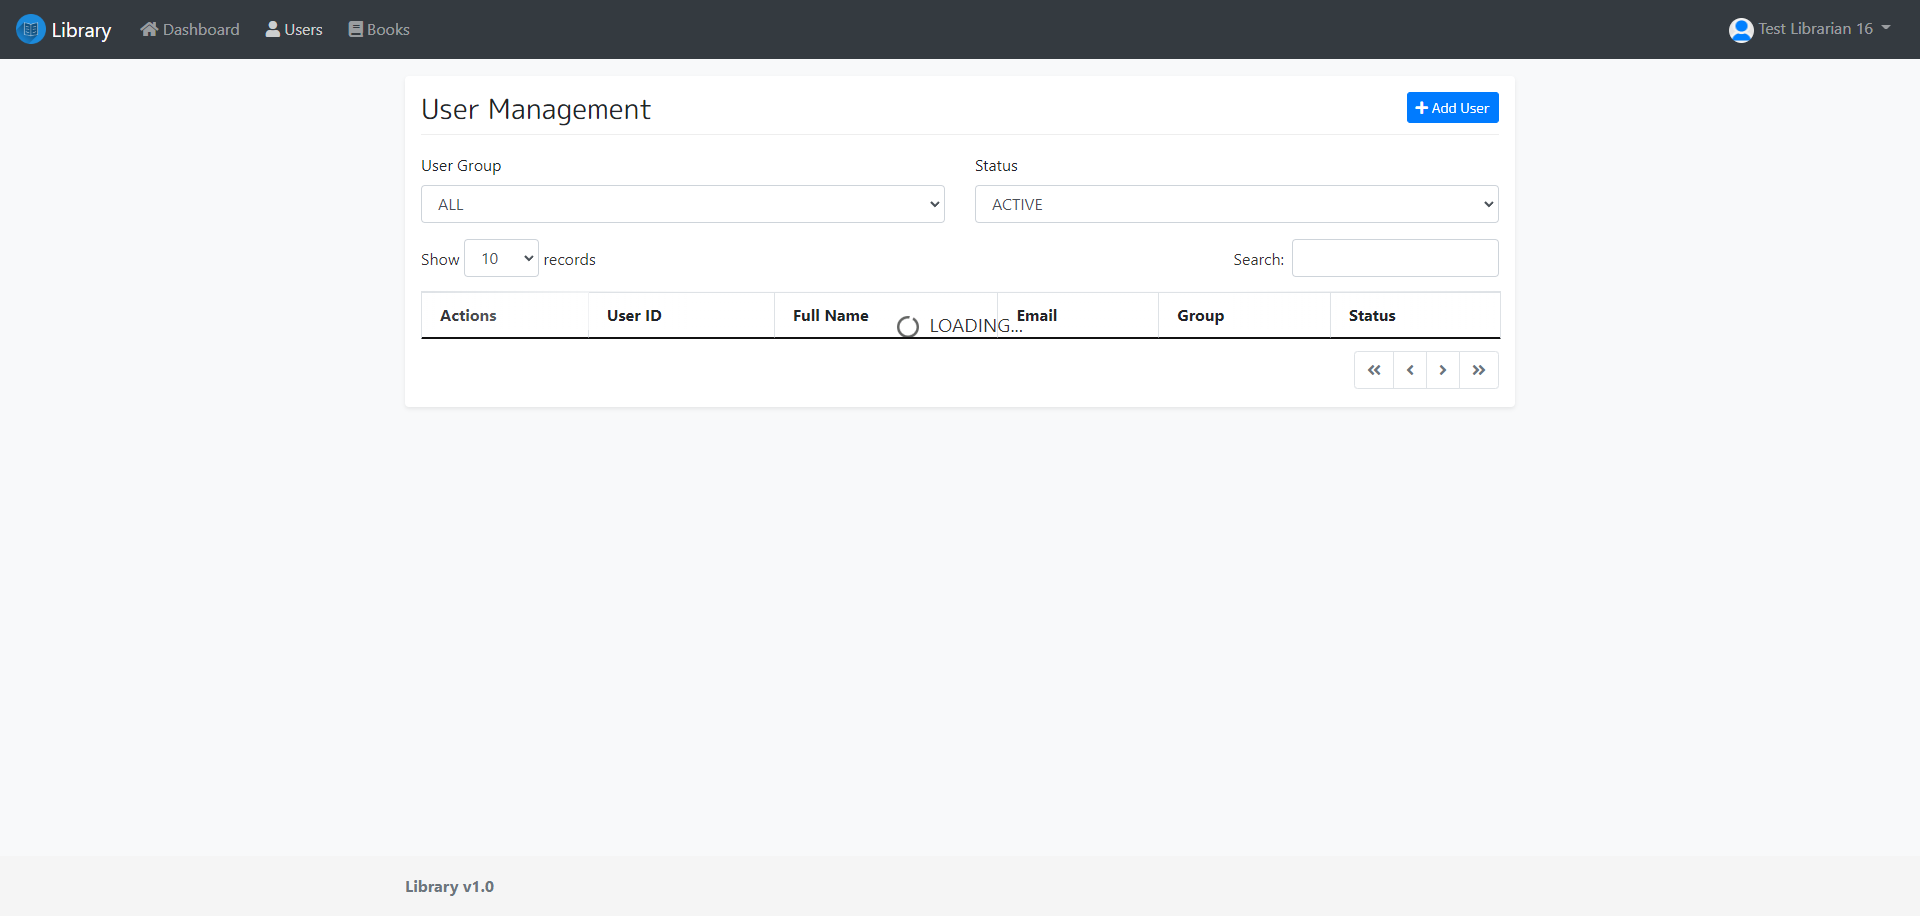 Library Dashboard Users Books Test Librarian 16
User Management Add User
User Group Status
ALL ACTIVE
Show 10 records Search:
Actions User ID Full Name Email Group Status
LOADING...
Library v1.0